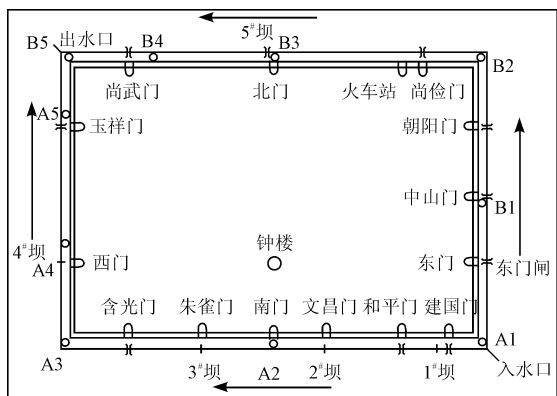 5#坝
B5 出水口 B4 B3 B2
尚武门 北门 火车站 尚俭门
A5 玉祥门 朝阳门
中山门 B1
钟楼
4#坝 A4 西门 东门 东门闸
含光门 朱雀门 南门 文昌门 和平门 建国门
A3 A2 A1
3#坝 2#坝 1#坝 入水口